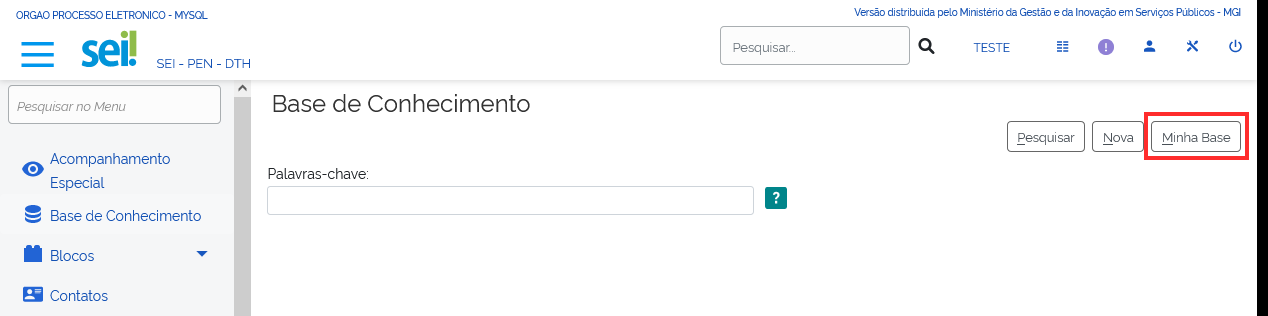 ORGAO PROCESSO ELETRONICO - MYSQL
Versão distribuída pelo Ministério da Gestão e da Inovação em Serviços Públicos - MGI
sei!
SEI - PEN - DTH
Pesquisar...
TESTE
Pesquisar no Menu
Acompanhamento
Especial
Base de Conhecimento
Blocos
Contatos
Base de Conhecimento
Pesquisar
Nova
Minha Base
Palavras-chave:
?